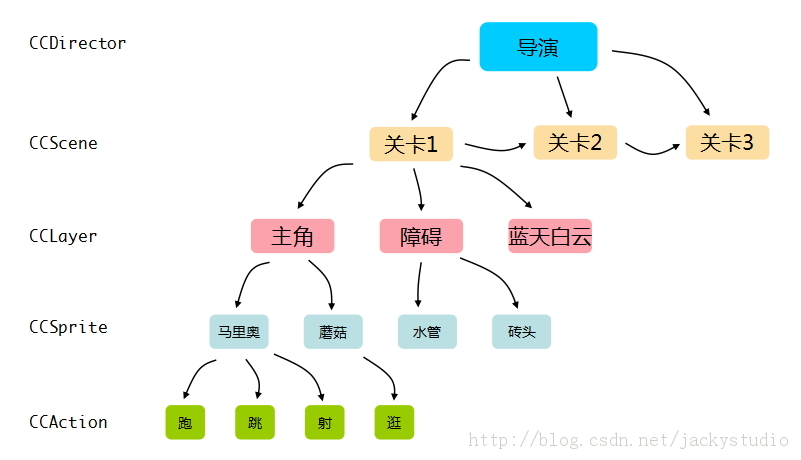 CCDirector
导演
CCScene
关卡1
关卡2
关卡3
CCLayer
主角
障碍
蓝天白云
CCSprite
马里奥
蘑菇
水管
砖头
CCAction
跑
跳
射
逛
http://blog.csdn.net/jackystudio